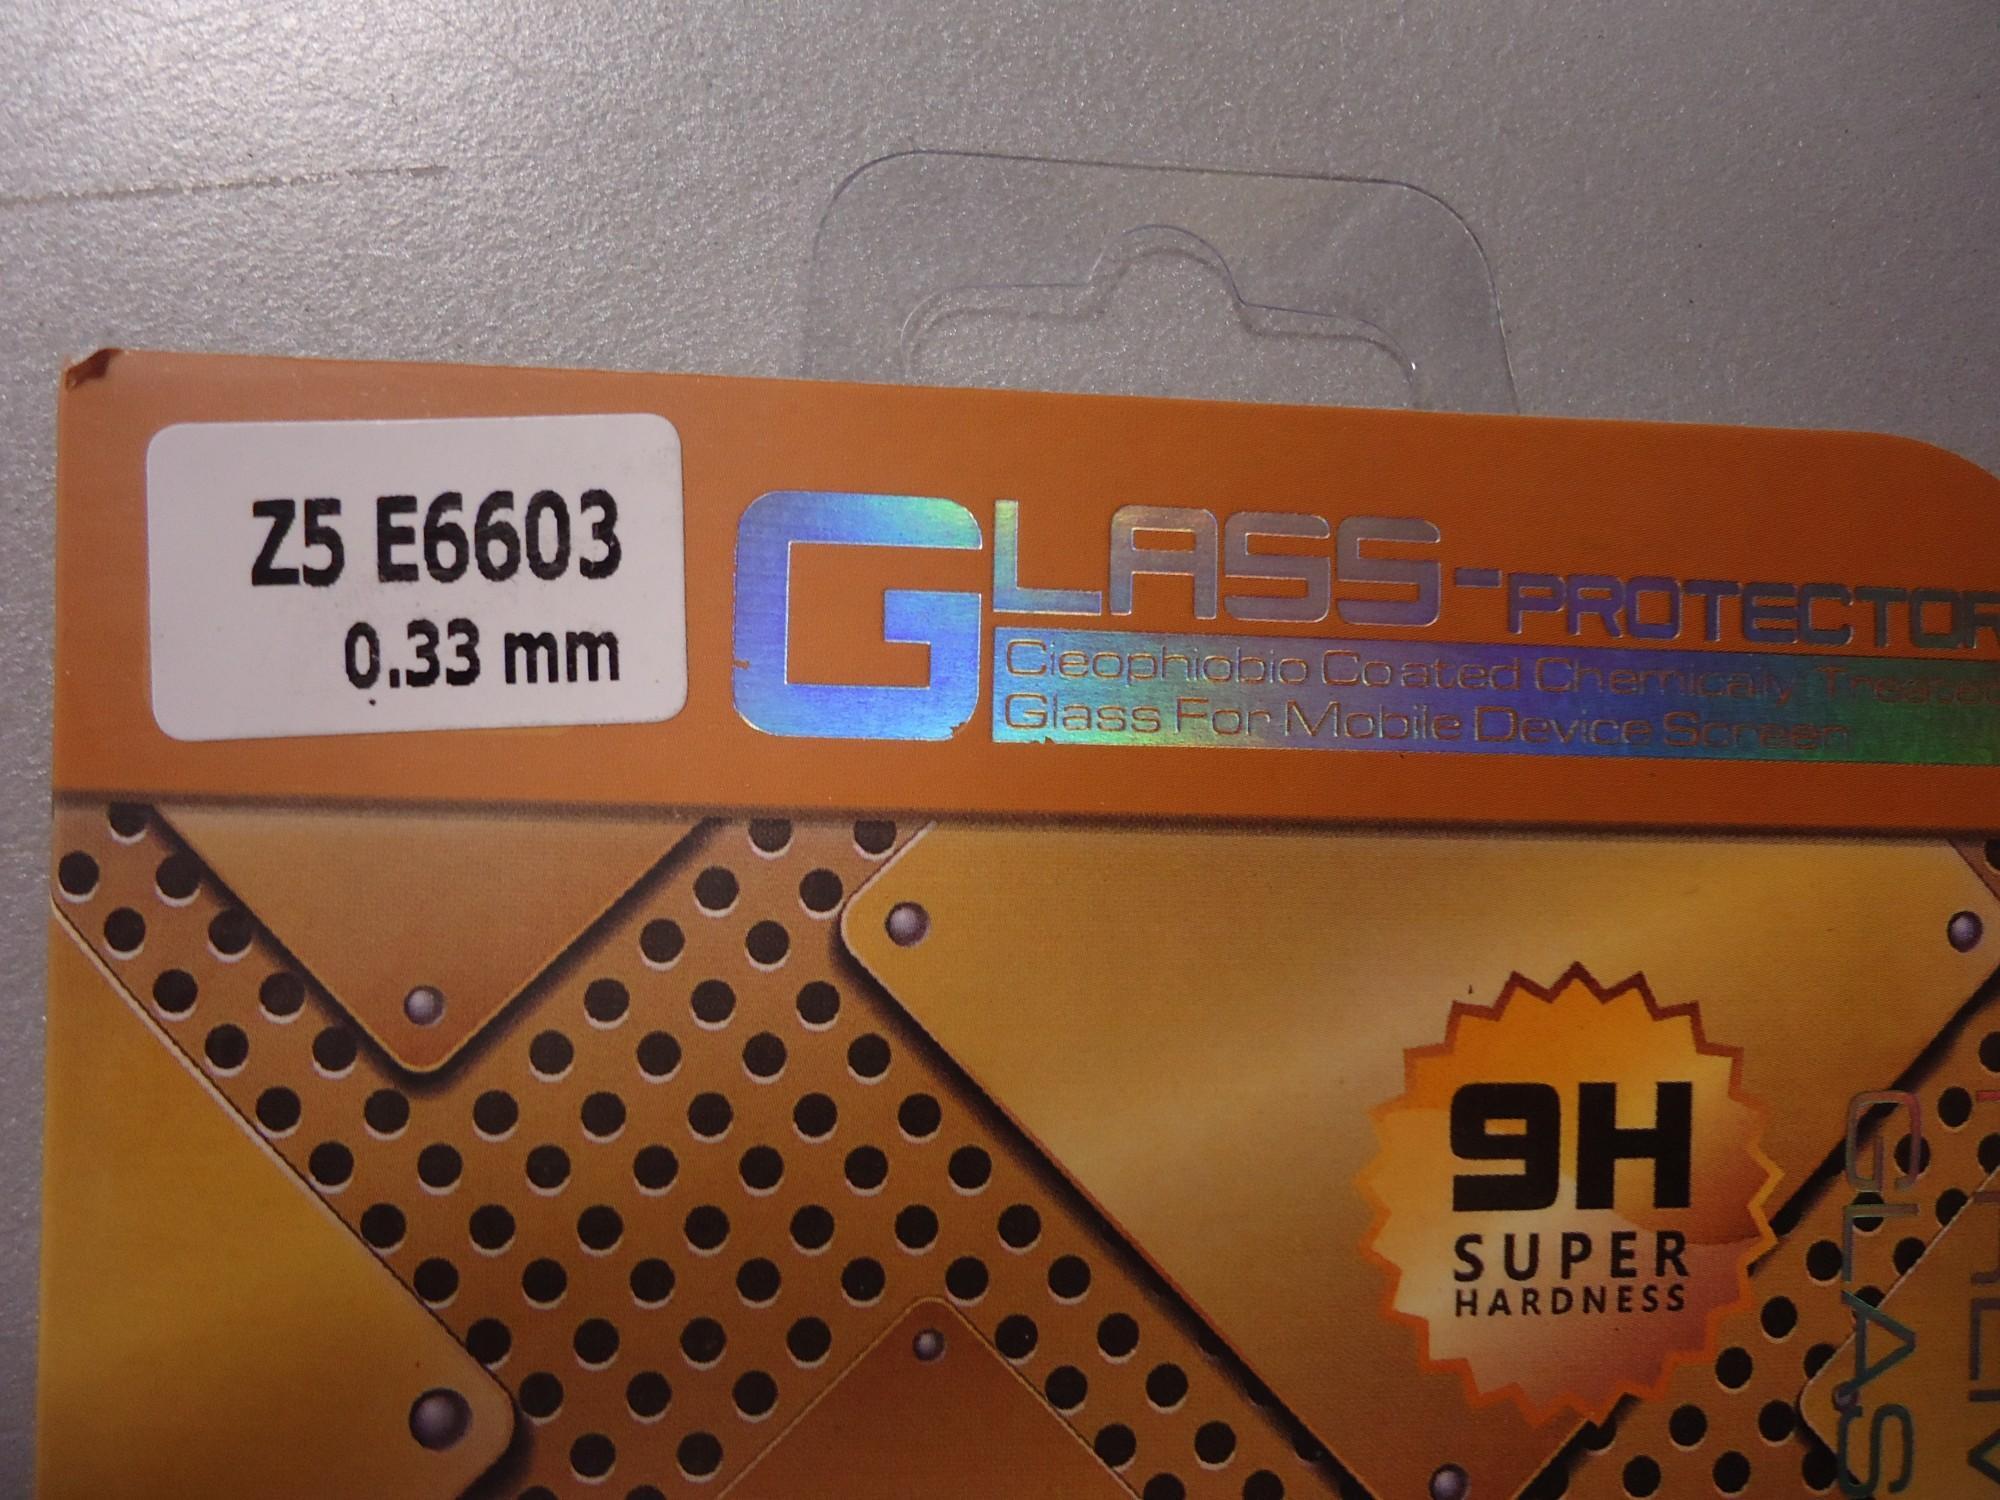 Z5 E6603
0.33 mm
GLASS-PROTECTOR
Cieophiobio Coated Chemically Treated
Glass For Mobile Device Screen
9H
SUPER
HARDNESS
GLAS